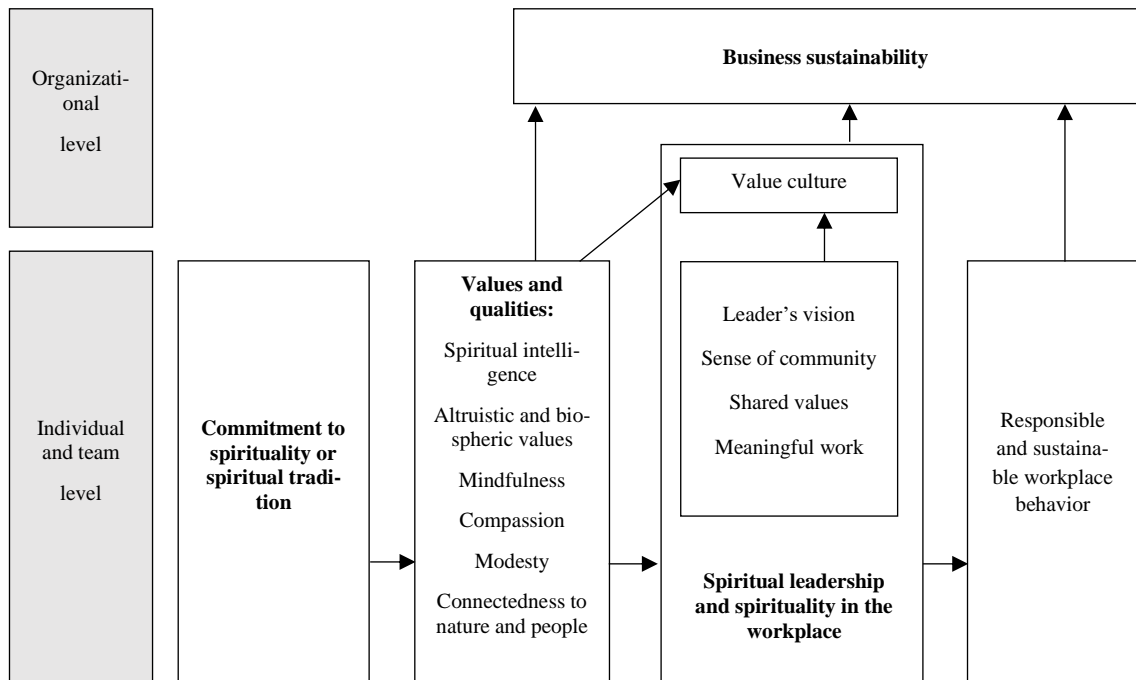 Organizati-
onal
level
Business sustainability
Value culture
Individual
and team
level
Commitment to
spirituality or
spiritual tradi-
tion
Values and
qualities:
Spiritual intelli-
gence
Altruistic and bio-
spheric values
Mindfulness
Compassion
Modesty
Connectedness to
nature and people
Leader’s vision
Sense of community
Shared values
Meaningful work
Spiritual leadership
and spirituality in the
workplace
Responsible
and sustaina-
ble workplace
behavior